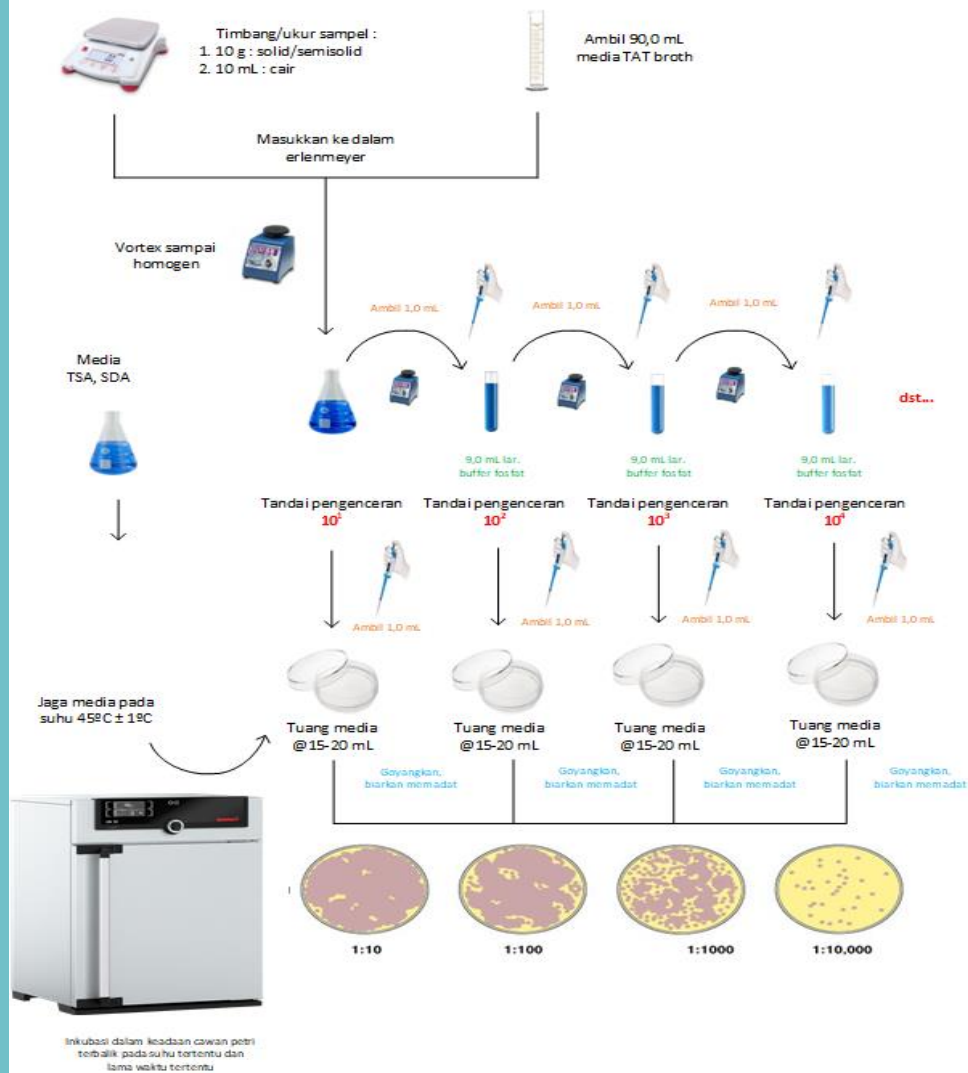 Timbang/ukur sampel :
1. 10 g : solid/semisolid
2. 10 mL : cair
Ambil 90,0 mL
media TAT broth
Masukkan ke dalam
erlenmeyer
Vortex sampai
homogen
Ambil 1,0 mL
Ambil 1,0 mL
Ambil 1,0 mL
Media
TSA, SDA
dst...
9,0 mL lar.
buffer fosfat
9,0 mL lar.
buffer fosfat
9,0 mL lar.
buffer fosfat
Tandai pengenceran
10¹
Tandai pengenceran
10²
Tandai pengenceran
10³
Tandai pengenceran
10⁴
Ambil 1,0 mL
Ambil 1,0 mL
Ambil 1,0 mL
Ambil 1,0 mL
Jaga media pada
suhu 45ºC ± 1ºC
Tuang media
@15-20 mL
Tuang media
@15-20 mL
Tuang media
@15-20 mL
Tuang media
@15-20 mL
Goyangkan,
biarkan memadat
Goyangkan,
biarkan memadat
Goyangkan,
biarkan memadat
Goyangkan,
biarkan memadat
1:10
1:100
1:1000
1:10,000
Inkubasi dalam keadaan cawan petri
terbalik pada suhu tertentu dan
lama waktu tertentu